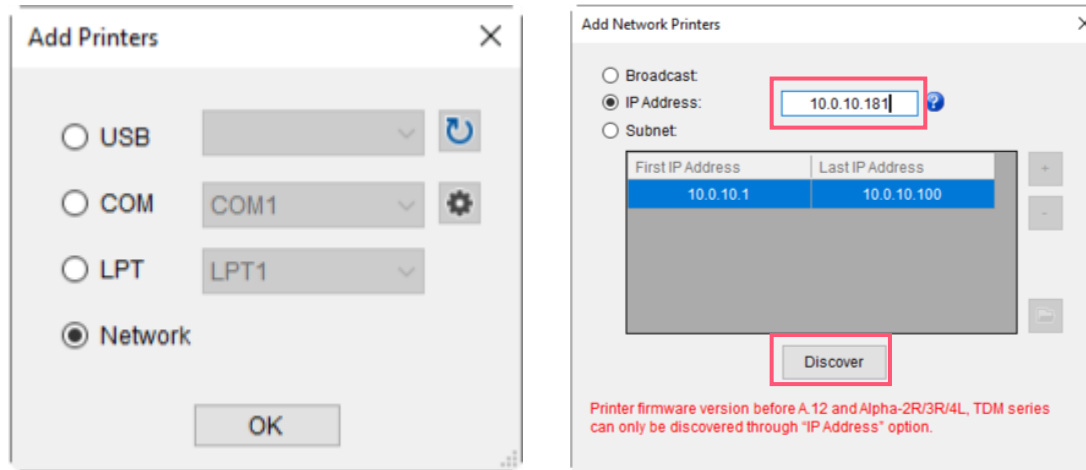 Add Printers
USB
COM COM1
LPT LPT1
Network
OK
Add Network Printers
Broadcast:
IP Address: 10.0.10.181 ?
Subnet:
First IP Address Last IP Address
10.0.10.1 10.0.10.100
+
-
Discover
Printer firmware version before A.12 and Alpha-2R/3R/4L, TDM series
can only be discovered through "IP Address" option.